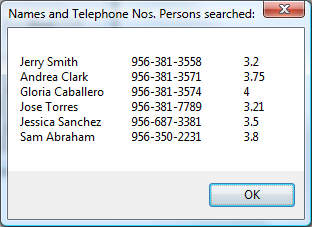 Names and Telephone Nos. Persons searched:
Jerry Smith 956-381-3558 3.2
Andrea Clark 956-381-3571 3.75
Gloria Caballero 956-381-3574 4
Jose Torres 956-381-7789 3.21
Jessica Sanchez 956-687-3381 3.5
Sam Abraham 956-350-2231 3.8
OK